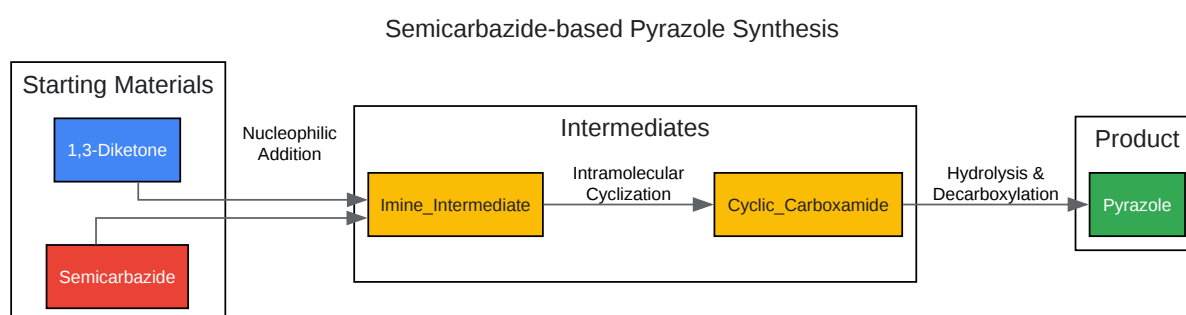 Semicarbazide-based Pyrazole Synthesis
Starting Materials
1,3-Diketone
Semicarbazide
Nucleophilic
Addition
Intermediates
Imine_Intermediate
Intramolecular
Cyclization
Cyclic_Carboxamide
Hydrolysis &
Decarboxylation
Product
Pyrazole